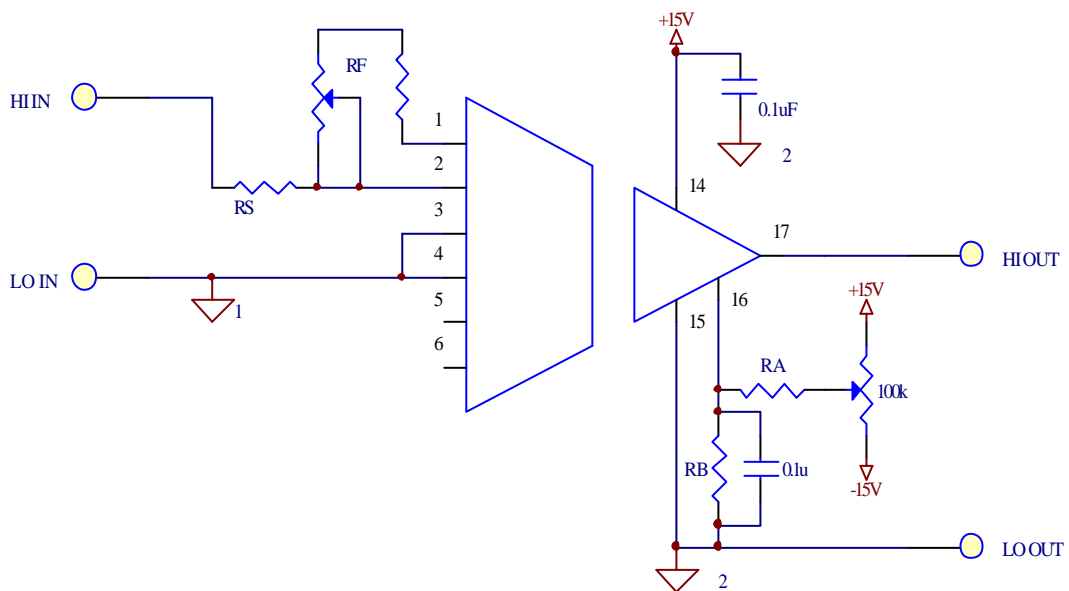 +15V
RF
HI IN
1
0.1uF
2
2
14
3
RS
17
4
HI OUT
LO IN
+15V
5
16
1
15
6
RA
100k
RB
0.1u
-15V
LO OUT
2